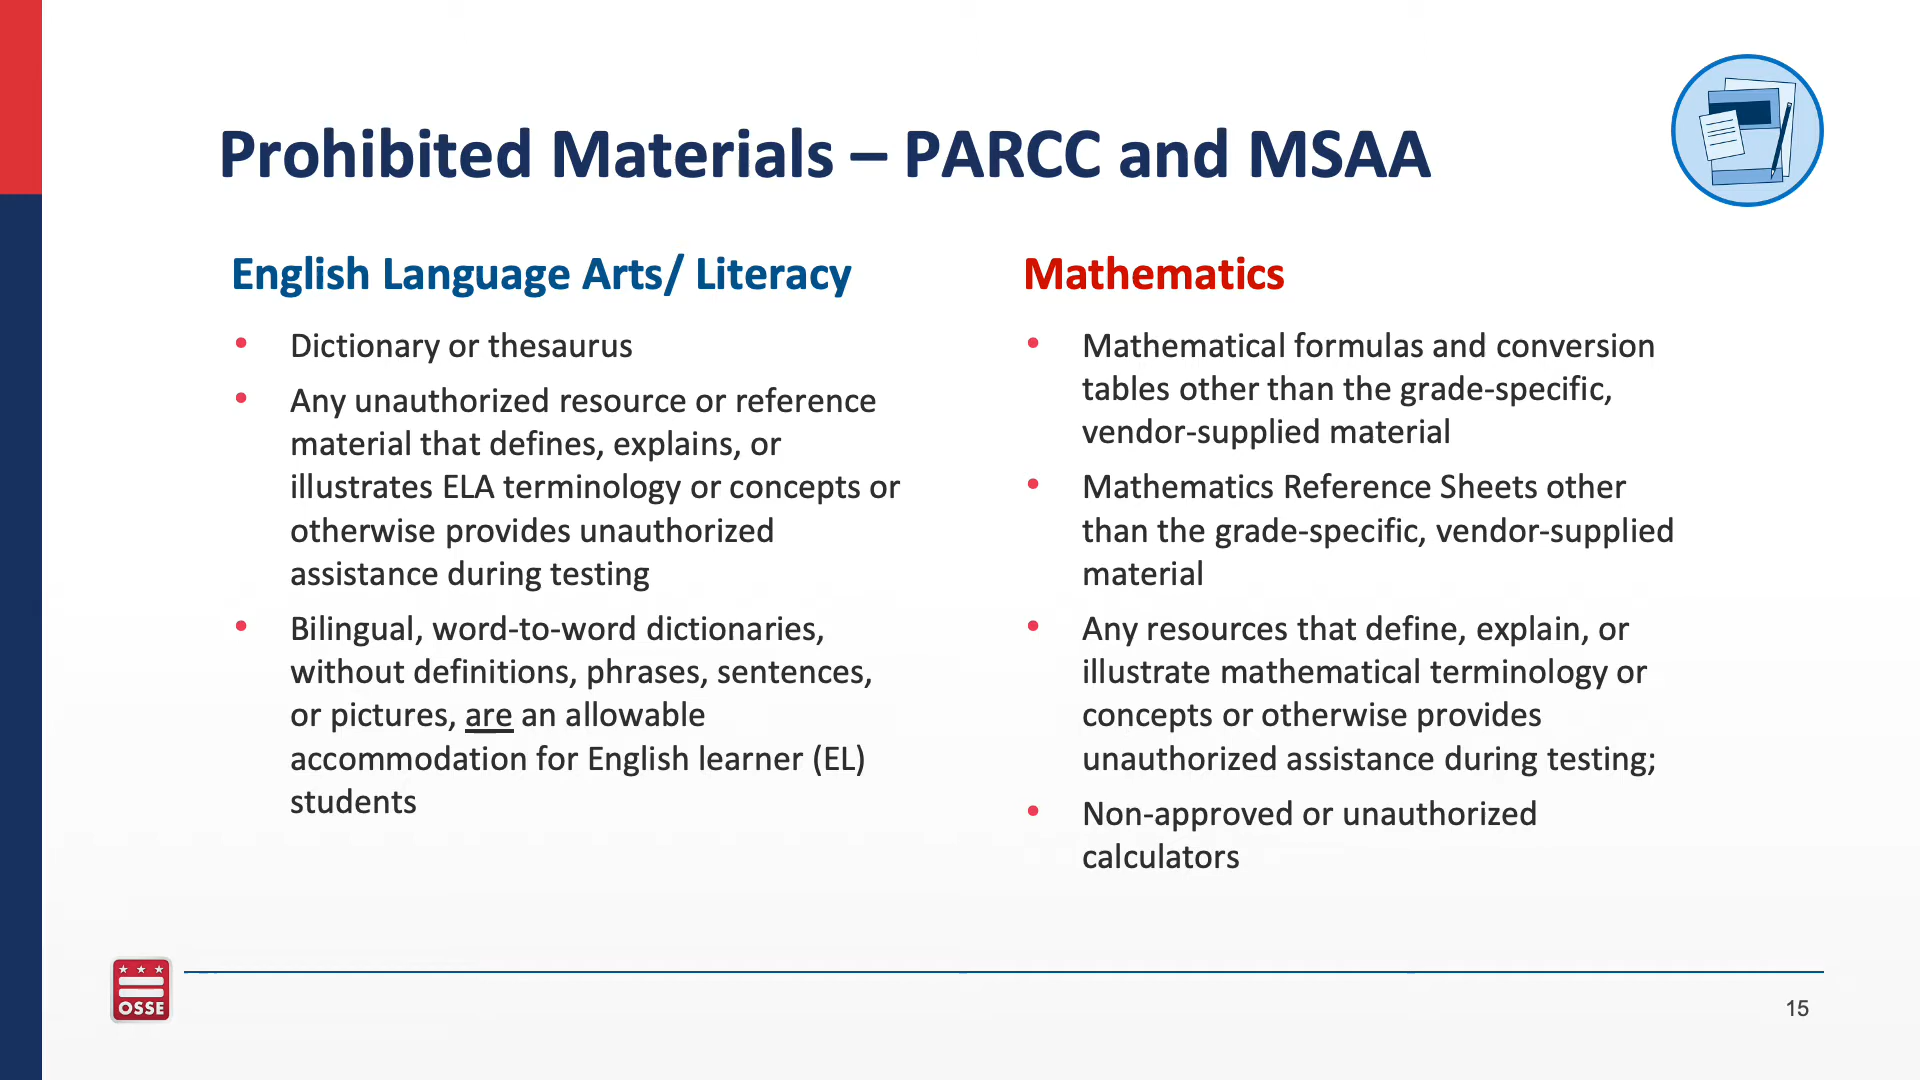 Prohibited Materials – PARCC and MSAA
English Language Arts/ Literacy
• Dictionary or thesaurus
• Any unauthorized resource or reference
material that defines, explains, or
illustrates ELA terminology or concepts or
otherwise provides unauthorized
assistance during testing
• Bilingual, word-to-word dictionaries,
without definitions, phrases, sentences,
or pictures, are an allowable
accommodation for English learner (EL)
students
Mathematics
• Mathematical formulas and conversion
tables other than the grade-specific,
vendor-supplied material
• Mathematics Reference Sheets other
than the grade-specific, vendor-supplied
material
• Any resources that define, explain, or
illustrate mathematical terminology or
concepts or otherwise provides
unauthorized assistance during testing;
• Non-approved or unauthorized
calculators
OSSE
15